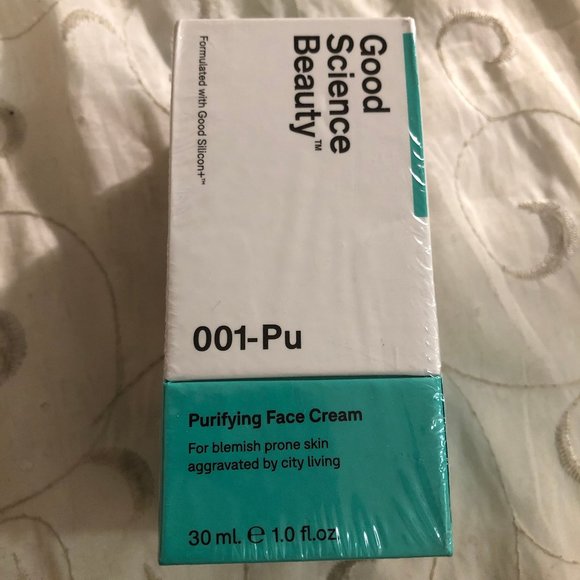 Good
Science
Beauty™
Formulated with Good Silicon+™
001-Pu
Purifying Face Cream
For blemish prone skin
aggravated by city living
30 ml. ℮ 1.0 fl.oz.